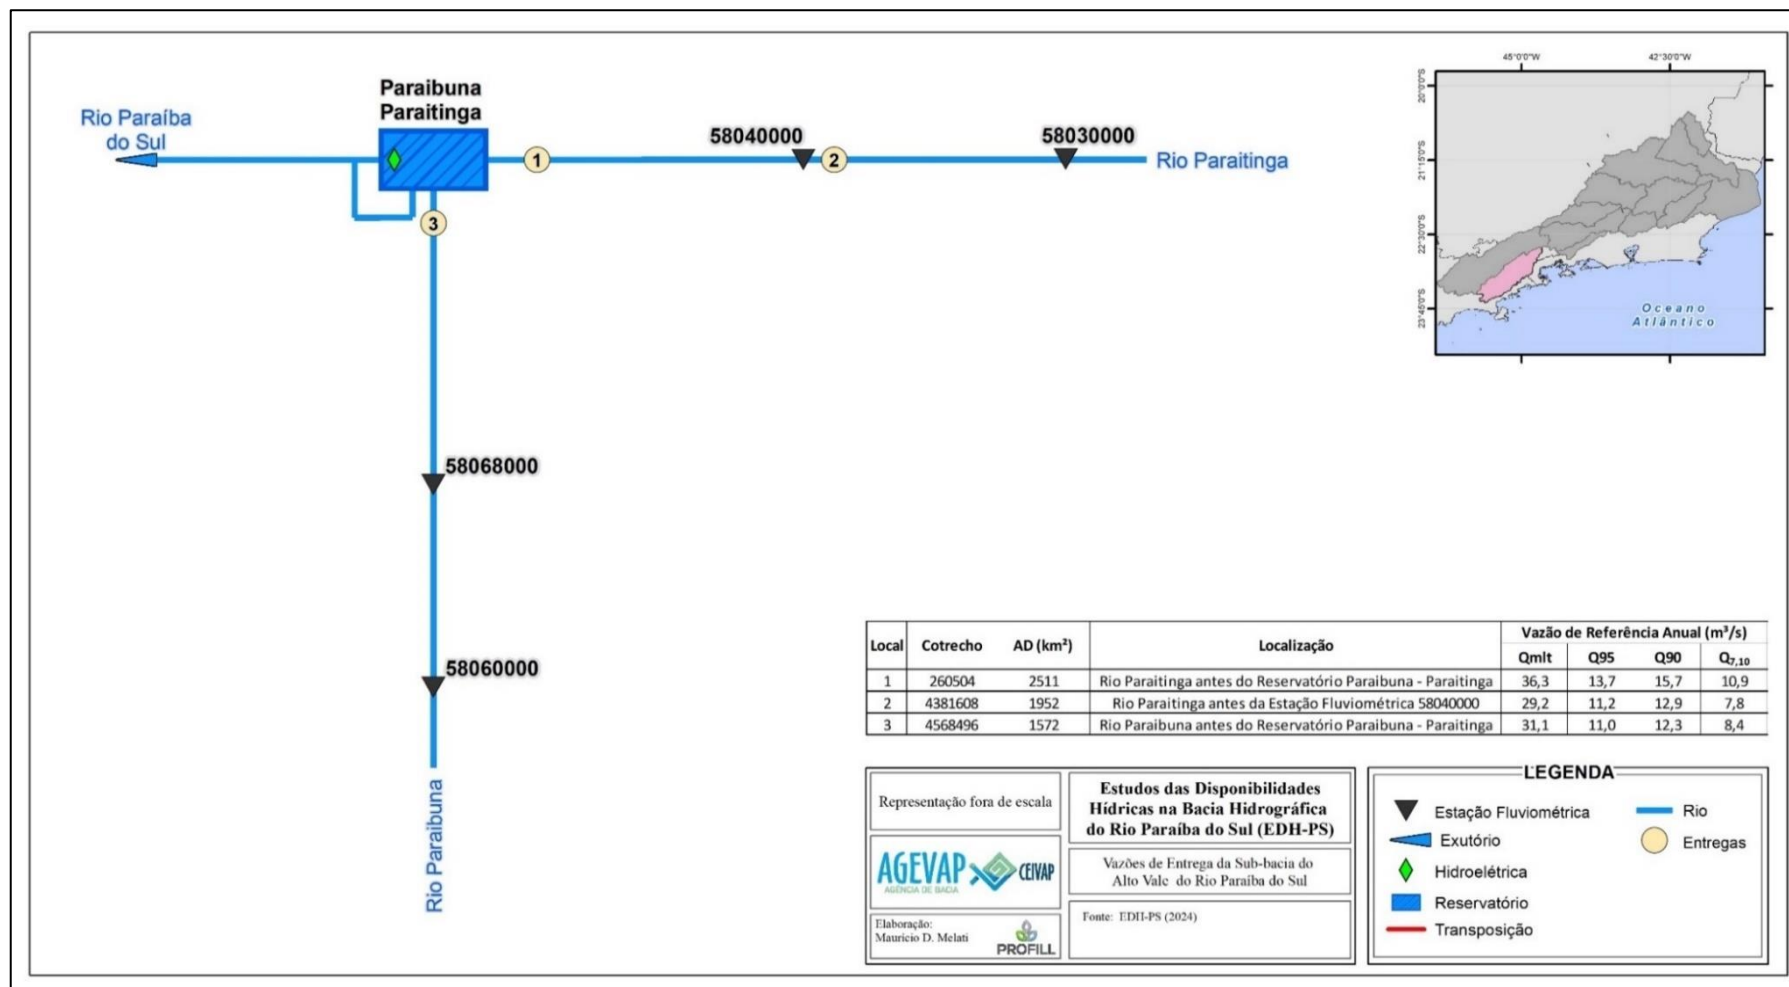 Paraibuna
Paraitinga
Rio Paraíba
do Sul
58040000
58030000
1
2
Rio Paraitinga
3
58068000
58060000
Rio Paraibuna
45°0'0"W
42°30'0"W
20°0'0"S
21°15'0"S
22°30'0"S
23°45'0"S
Oceano
Atlântico
Local Cotrecho AD (km²) Localização Vazão de Referência Anual (m³/s)
Qmlt Q95 Q90 Q7,10
1 260504 2511 Rio Paraitinga antes do Reservatório Paraibuna - Paraitinga 36,3 13,7 15,7 10,9
2 4381608 1952 Rio Paraitinga antes da Estação Fluviométrica 58040000 29,2 11,2 12,9 7,8
3 4568496 1572 Rio Paraibuna antes do Reservatório Paraibuna - Paraitinga 31,1 11,0 12,3 8,4
Representação fora de escala
Estudos das Disponibilidades
Hídricas na Bacia Hidrográfica
do Rio Paraíba do Sul (EDH-PS)
AGEVAP
AGÊNCIA DE BACIA
CEIVAP
Vazões de Entrega da Sub-bacia do
Alto Vale do Rio Paraíba do Sul
Elaboração:
Mauricio D. Melati
PROFILL
Fonte: EDH-PS (2024)
LEGENDA
Estação Fluviométrica
Exutório
Hidroelétrica
Reservatório
Transposição
Rio
Entregas